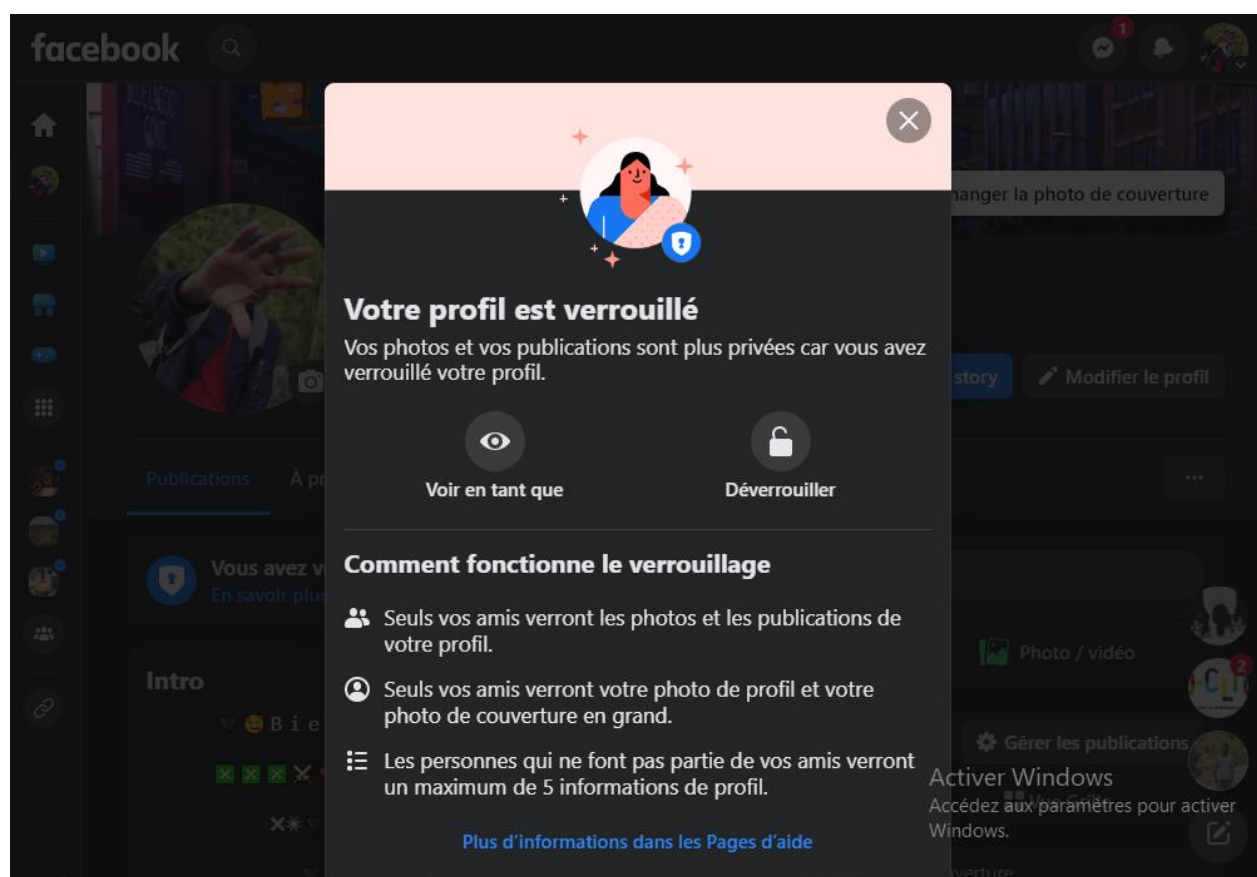 facebook
1
hanger la photo de couverture
Votre profil est verrouillé
Vos photos et vos publications sont plus privées car vous avez
verrouillé votre profil.
story
Modifier le profil
Voir en tant que
Déverrouiller
Publications
À pr
...
Comment fonctionne le verrouillage
Vous avez v
En savoir plus
Seuls vos amis verront les photos et les publications de
votre profil.
Photo / vidéo
2
Intro
Seuls vos amis verront votre photo de profil et votre
photo de couverture en grand.
B i e
Gérer les publications
Les personnes qui ne font pas partie de vos amis verront
un maximum de 5 informations de profil.
Activer Windows
Accédez aux paramètres pour activer
Windows.
Plus d'informations dans les Pages d'aide